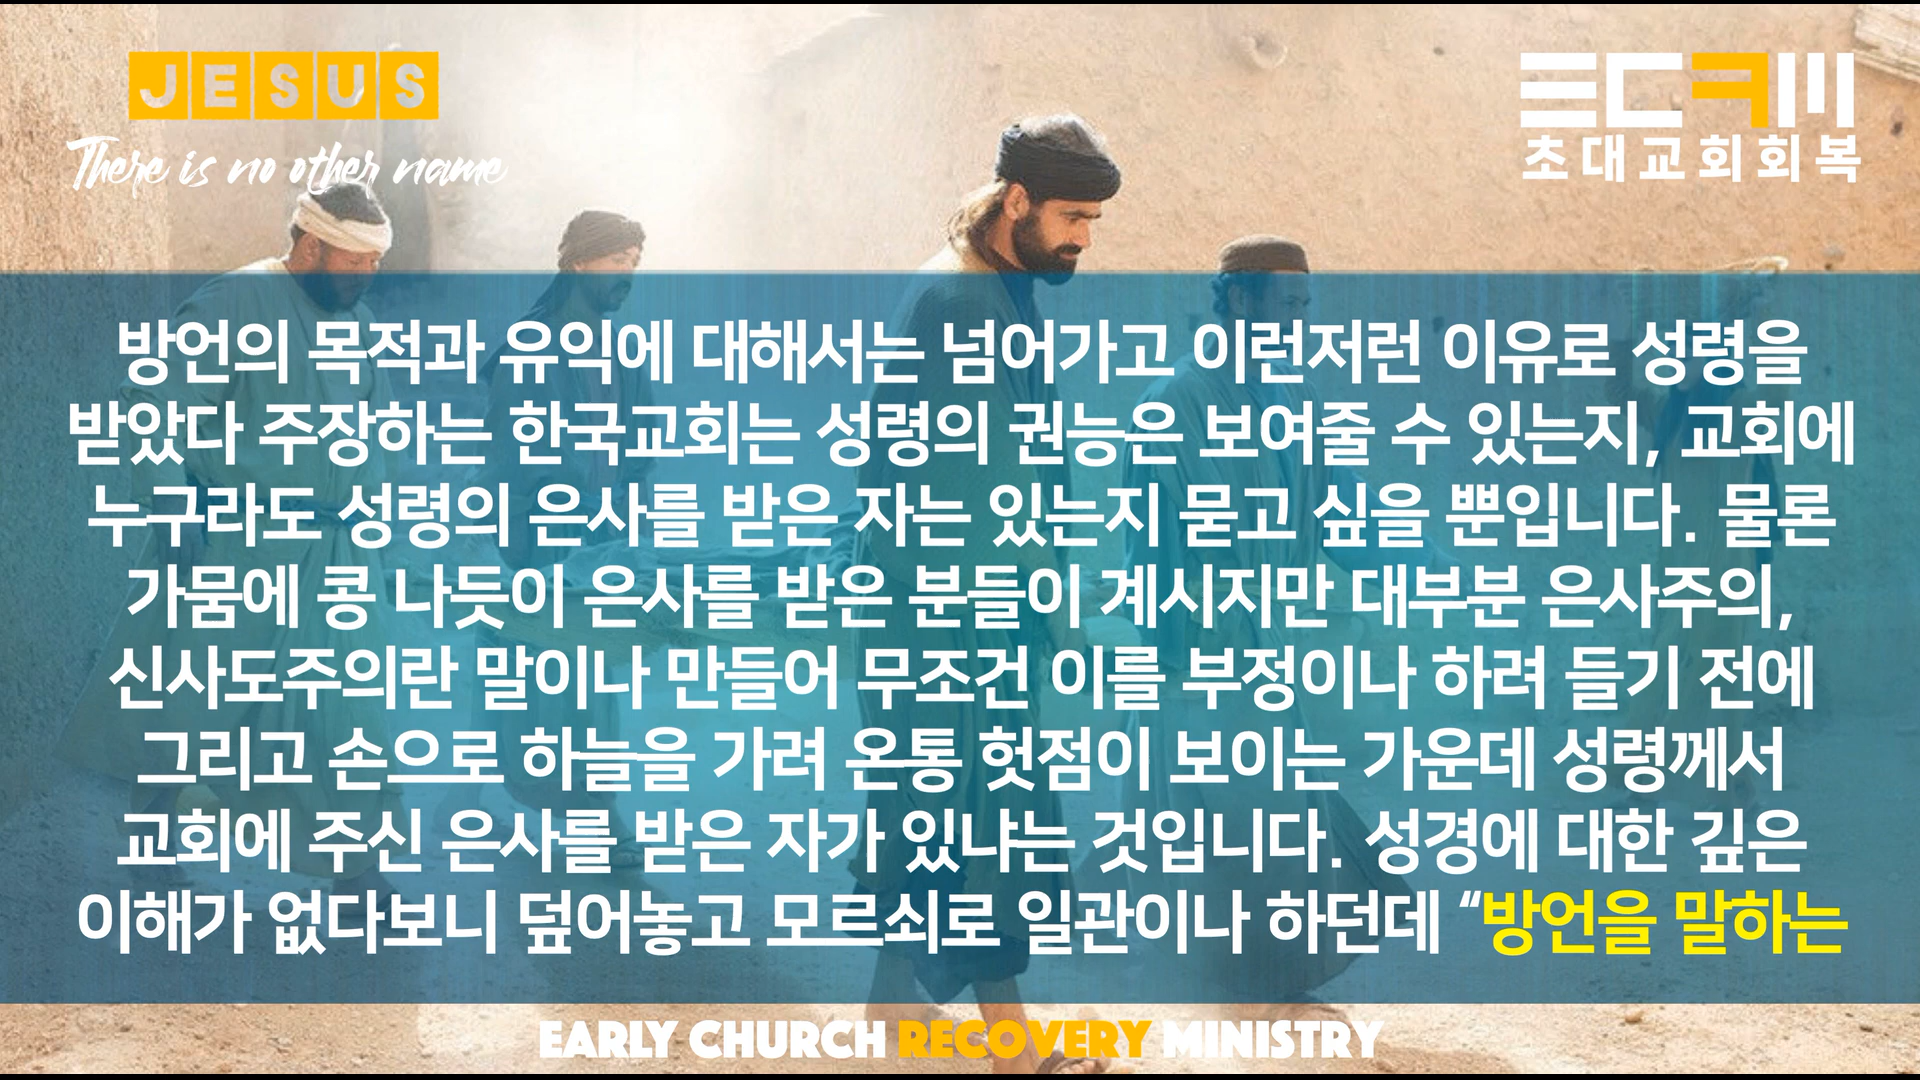 JESUS
There is no other name
초대교회회복
방언의 목적과 유익에 대해서는 넘어가고 이런저런 이유로 성령을
받았다 주장하는 한국교회는 성령의 권능은 보여줄 수 있는지, 교회에
누구라도 성령의 은사를 받은 자는 있는지 묻고 싶을 뿐입니다. 물론
가뭄에 콩 나듯이 은사를 받은 분들이 계시지만 대부분 은사주의,
신사도주의란 말이나 만들어 무조건 이를 부정이나 하려 들기 전에
그리고 손으로 하늘을 가려 온통 헛점이 보이는 가운데 성령께서
교회에 주신 은사를 받은 자가 있냐는 것입니다. 성경에 대한 깊은
이해가 없다보니 덮어놓고 모르쇠로 일관이나 하던데 “방언을 말하는
EARLY CHURCH RECOVERY MINISTRY